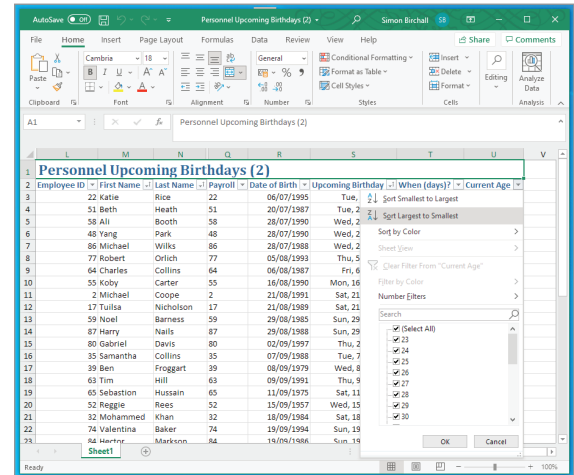 AutoSave Off Personnel Upcoming Birthdays (2) Simon Birchall SB
File Home Insert Page Layout Formulas Data Review View Help Share Comments
Paste Cambria 18 A A General % 9 Conditional Formatting Insert Editing Analyze Data
B I U A Format as Table Delete
Cell Styles Format
Clipboard Font Alignment Number Styles Cells Analysis
A1 fx Personnel Upcoming Birthdays (2)
L M N Q R S T U V
1 Personnel Upcoming Birthdays (2)
2 Employee ID First Name Last Name Payroll Date of Birth Upcoming Birthday When (days)? Current Age
3 22 Katie Rice 22 06/07/1995 Tue,
4 51 Beth Heath 51 20/07/1987 Tue, 2
5 58 Ali Booth 58 28/07/1990 Wed, 2
6 48 Yang Park 48 28/07/1990 Wed, 2
7 86 Michael Wilks 86 28/07/1988 Wed, 2
8 77 Robert Orlich 77 05/08/1993 Thu, 5
9 64 Charles Collins 64 06/08/1987 Fri, 6
10 55 Koby Carter 55 16/08/1990 Mon, 16
11 2 Michael Coope 2 21/08/1991 Sat, 21
12 17 Tuilsa Nicholson 17 21/08/1989 Sat, 21
13 59 Noel Barness 59 29/08/1985 Sun, 29
14 87 Harry Nails 87 29/08/1988 Sun, 29
15 80 Gabriel Davis 80 02/09/1997 Thu, 2
16 35 Samantha Collins 35 07/09/1988 Tue, 7
17 39 Ben Froggart 39 08/09/1979 Wed, 8
18 63 Tim Hill 63 09/09/1991 Thu, 9
19 65 Sebastion Hussain 65 11/09/1975 Sat, 11
20 52 Reggie Rees 52 15/09/1957 Wed, 15
21 32 Mohammed Khan 32 18/09/1984 Sat, 18
22 74 Valentina Baker 74 19/09/1994 Sun, 19
23 84 Hector Markson 84 19/09/1986 Sun, 19
Sort Smallest to Largest
Sort Largest to Smallest
Sort by Color
Sheet View
Clear Filter From "Current Age"
Filter by Color
Number Filters
Search
(Select All)
23
24
25
26
27
28
29
30
OK Cancel
Sheet1
Ready 100%